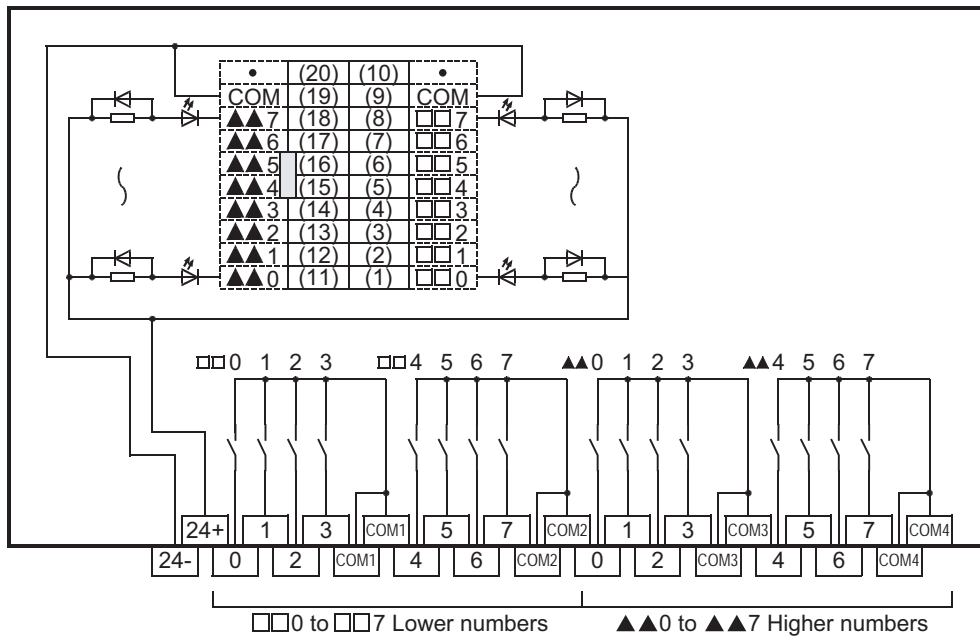 • (20) (10) •
COM (19) (9) COM
▲▲7 (18) (8) □□7
▲▲6 (17) (7) □□6
▲▲5 (16) (6) □□5
▲▲4 (15) (5) □□4
▲▲3 (14) (4) □□3
▲▲2 (13) (3) □□2
▲▲1 (12) (2) □□1
▲▲0 (11) (1) □□0
□□0 1 2 3 □□4 5 6 7 ▲▲0 1 2 3 ▲▲4 5 6 7
24+ 1 3 COM1 5 7 COM2 1 3 COM3 5 7 COM4
24- 0 2 COM1 4 6 COM2 0 2 COM3 4 6 COM4
□□0 to □□7 Lower numbers ▲▲0 to ▲▲7 Higher numbers